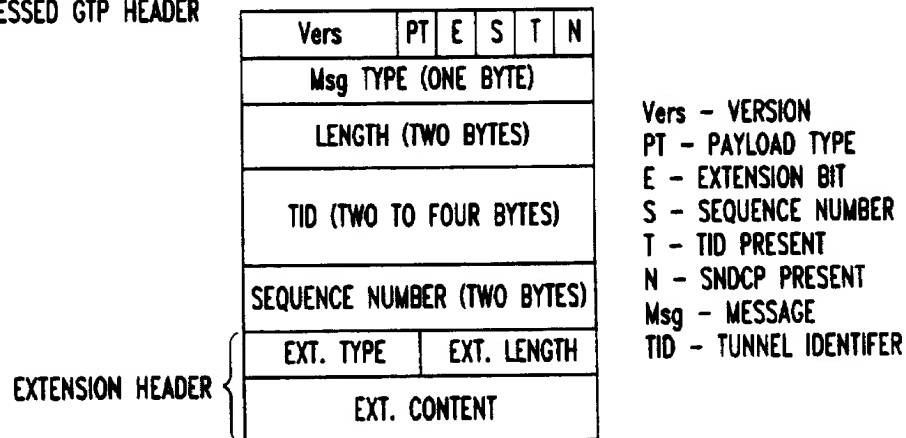 GTP HEADER
Vers PT E S T N
Msg TYPE (ONE BYTE)
LENGTH (TWO BYTES)
TID (TWO TO FOUR BYTES)
SEQUENCE NUMBER (TWO BYTES)
EXT. TYPE EXT. LENGTH
EXTENSION HEADER
EXT. CONTENT
Vers - VERSION
PT - PAYLOAD TYPE
E - EXTENSION BIT
S - SEQUENCE NUMBER
T - TID PRESENT
N - SNDCP PRESENT
Msg - MESSAGE
TID - TUNNEL IDENTIFER